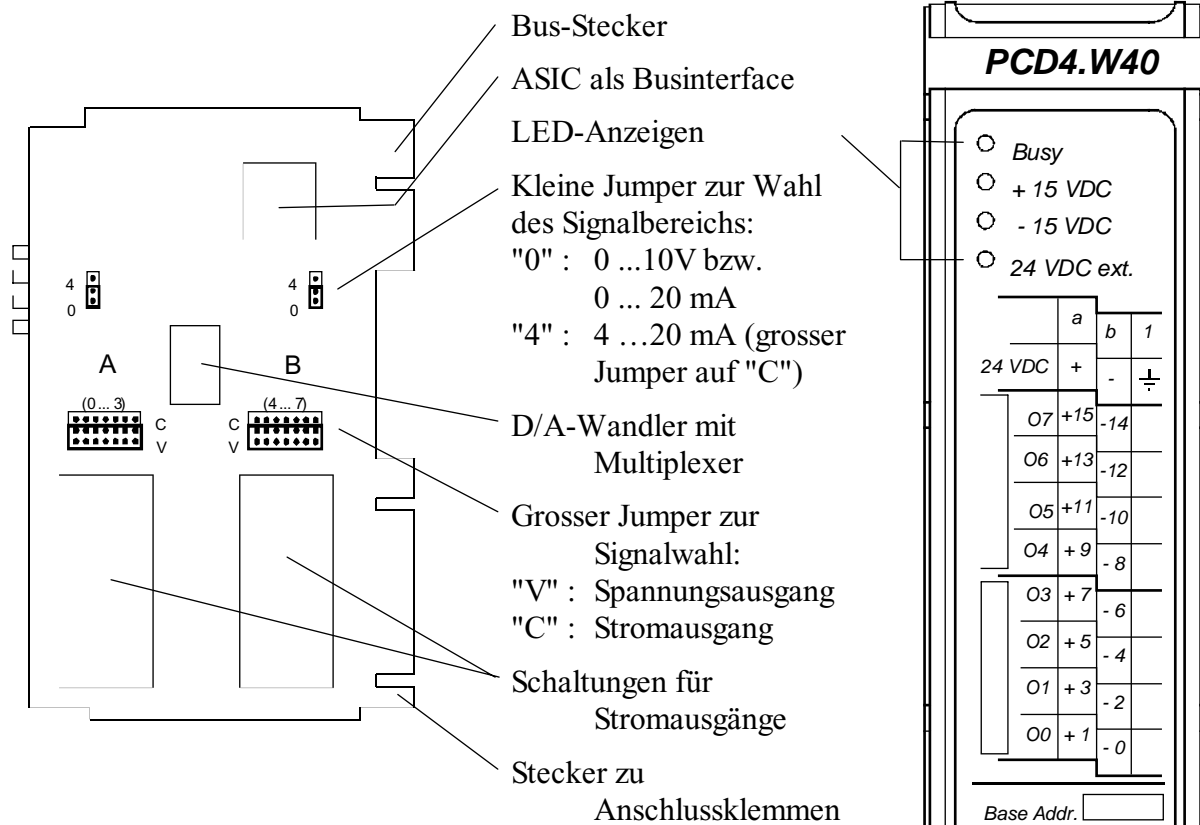 Bus-Stecker
ASIC als Businterface
LED-Anzeigen
Kleine Jumper zur Wahl
des Signalbereichs:
"0" : 0 ...10V bzw.
0 ... 20 mA
"4" : 4 …20 mA (grosser
Jumper auf "C")
D/A-Wandler mit
Multiplexer
Grosser Jumper zur
Signalwahl:
"V" : Spannungsausgang
"C" : Stromausgang
Schaltungen für
Stromausgänge
Stecker zu
Anschlussklemmen
4
0
4
0
A
B
(0 ... 3)
(4 ... 7)
C
V
C
V
PCD4.W40
Busy
+ 15 VDC
- 15 VDC
24 VDC ext.
a b 1
24 VDC + -
O7 +15 -14
O6 +13 -12
O5 +11 -10
O4 + 9 - 8
O3 + 7 - 6
O2 + 5 - 4
O1 + 3 - 2
O0 + 1 - 0
Base Addr.